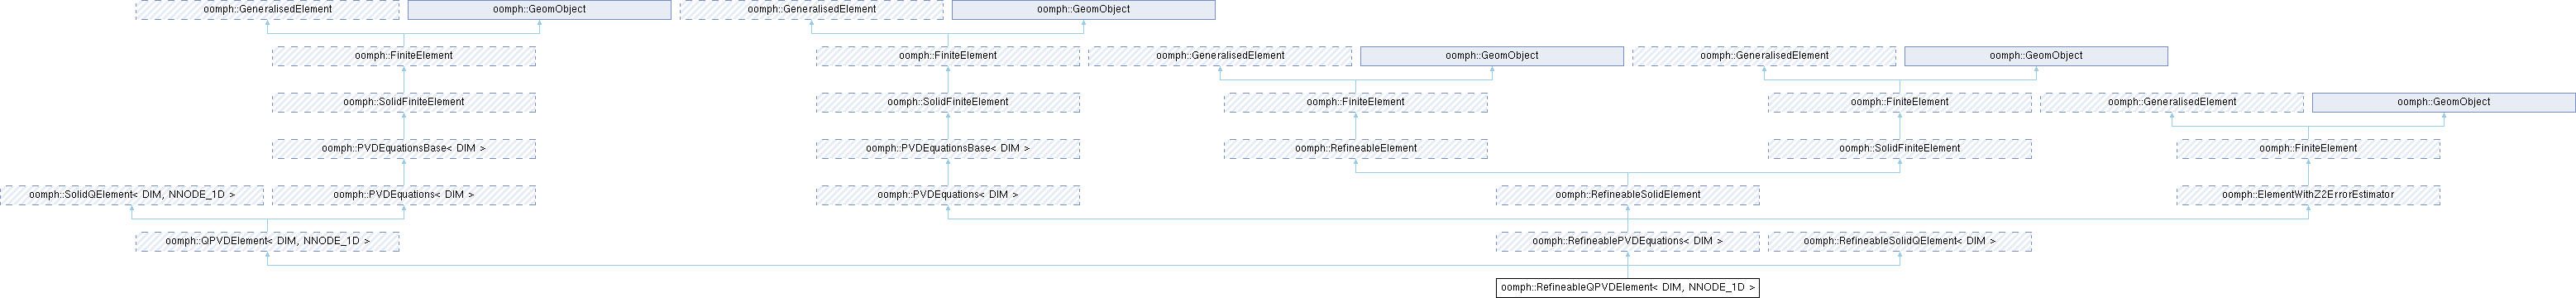 oomph::GeneralisedElement
oomph::GeomObject
oomph::GeneralisedElement
oomph::GeomObject
oomph::FiniteElement
oomph::FiniteElement
oomph::GeneralisedElement
oomph::GeomObject
oomph::GeneralisedElement
oomph::GeomObject
oomph::SolidFiniteElement
oomph::SolidFiniteElement
oomph::FiniteElement
oomph::FiniteElement
oomph::GeneralisedElement
oomph::GeomObject
oomph::PVDEquationsBase< DIM >
oomph::PVDEquationsBase< DIM >
oomph::RefineableElement
oomph::SolidFiniteElement
oomph::FiniteElement
oomph::SolidQElement< DIM, NNODE_1D >
oomph::PVDEquations< DIM >
oomph::PVDEquations< DIM >
oomph::RefineableSolidElement
oomph::ElementWithZ2ErrorEstimator
oomph::QPVDElement< DIM, NNODE_1D >
oomph::RefineablePVDEquations< DIM >
oomph::RefineableSolidQElement< DIM >
oomph::RefineableQPVDElement< DIM, NNODE_1D >